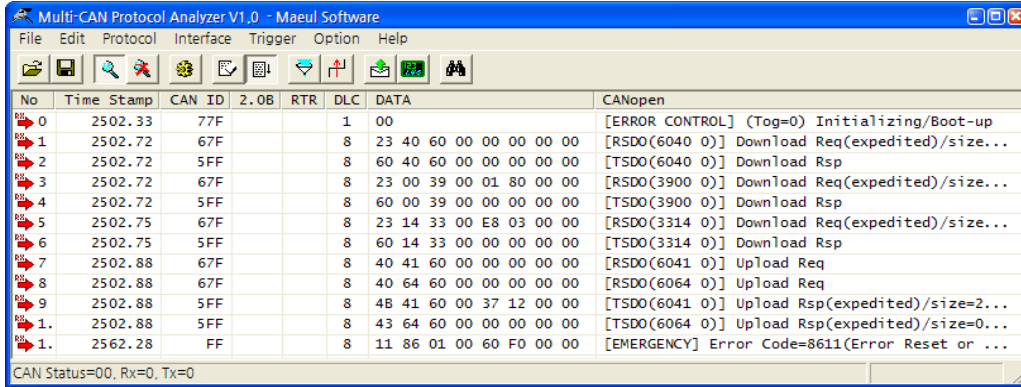 Multi-CAN Protocol Analyzer V1,0 - Maeul Software
File Edit Protocol Interface Trigger Option Help
No Time Stamp CAN ID 2.0B RTR DLC DATA CANopen
RX 0 2502.33 77F 1 00 [ERROR CONTROL] (Tog=0) Initializing/Boot-up
RX 1 2502.72 67F 8 23 40 60 00 00 00 00 00 [RSDO(6040 0)] Download Req(expedited)/size...
RX 2 2502.72 5FF 8 60 40 60 00 00 00 00 00 [TSDO(6040 0)] Download Rsp
RX 3 2502.72 67F 8 23 00 39 00 01 80 00 00 [RSDO(3900 0)] Download Req(expedited)/size...
RX 4 2502.72 5FF 8 60 00 39 00 00 00 00 00 [TSDO(3900 0)] Download Rsp
RX 5 2502.75 67F 8 23 14 33 00 E8 03 00 00 [RSDO(3314 0)] Download Req(expedited)/size...
RX 6 2502.75 5FF 8 60 14 33 00 00 00 00 00 [TSDO(3314 0)] Download Rsp
RX 7 2502.88 67F 8 40 41 60 00 00 00 00 00 [RSDO(6041 0)] Upload Req
RX 8 2502.88 67F 8 40 64 60 00 00 00 00 00 [RSDO(6064 0)] Upload Req
RX 9 2502.88 5FF 8 4B 41 60 00 37 12 00 00 [TSDO(6041 0)] Upload Rsp(expedited)/size=2...
RX 1. 2502.88 5FF 8 43 64 60 00 00 00 00 00 [TSDO(6064 0)] Upload Rsp(expedited)/size=0...
RX 1. 2562.28 FF 8 11 86 01 00 60 F0 00 00 [EMERGENCY] Error Code=8611(Error Reset or ...
CAN Status=00, Rx=0, Tx=0